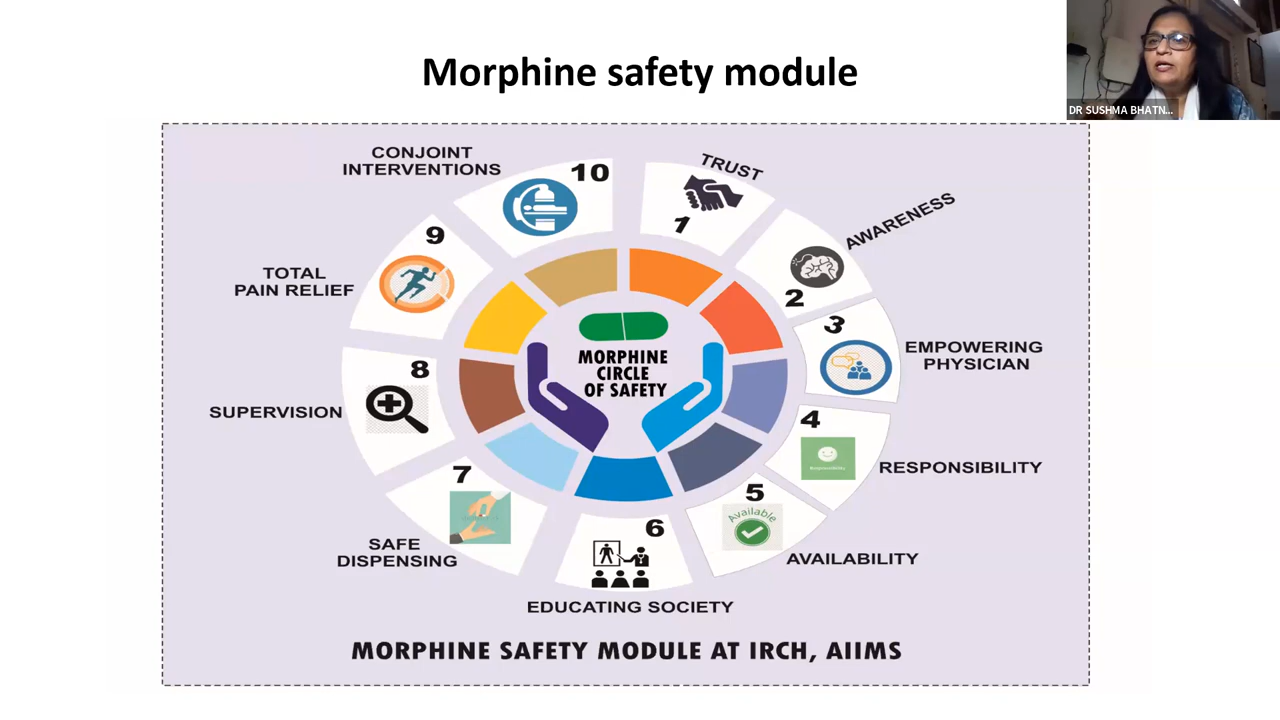 Morphine safety module
DR SUSHMA BHATN...
CONJOINT
INTERVENTIONS
10
TRUST
1
AWARENESS
2
3
EMPOWERING
PHYSICIAN
4
Responsibility
RESPONSIBILITY
5
Available
AVAILABILITY
6
EDUCATING SOCIETY
7
SAFE
DISPENSING
8
SUPERVISION
9
TOTAL
PAIN RELIEF
MORPHINE
CIRCLE
OF SAFETY
MORPHINE SAFETY MODULE AT IRCH, AIIMS